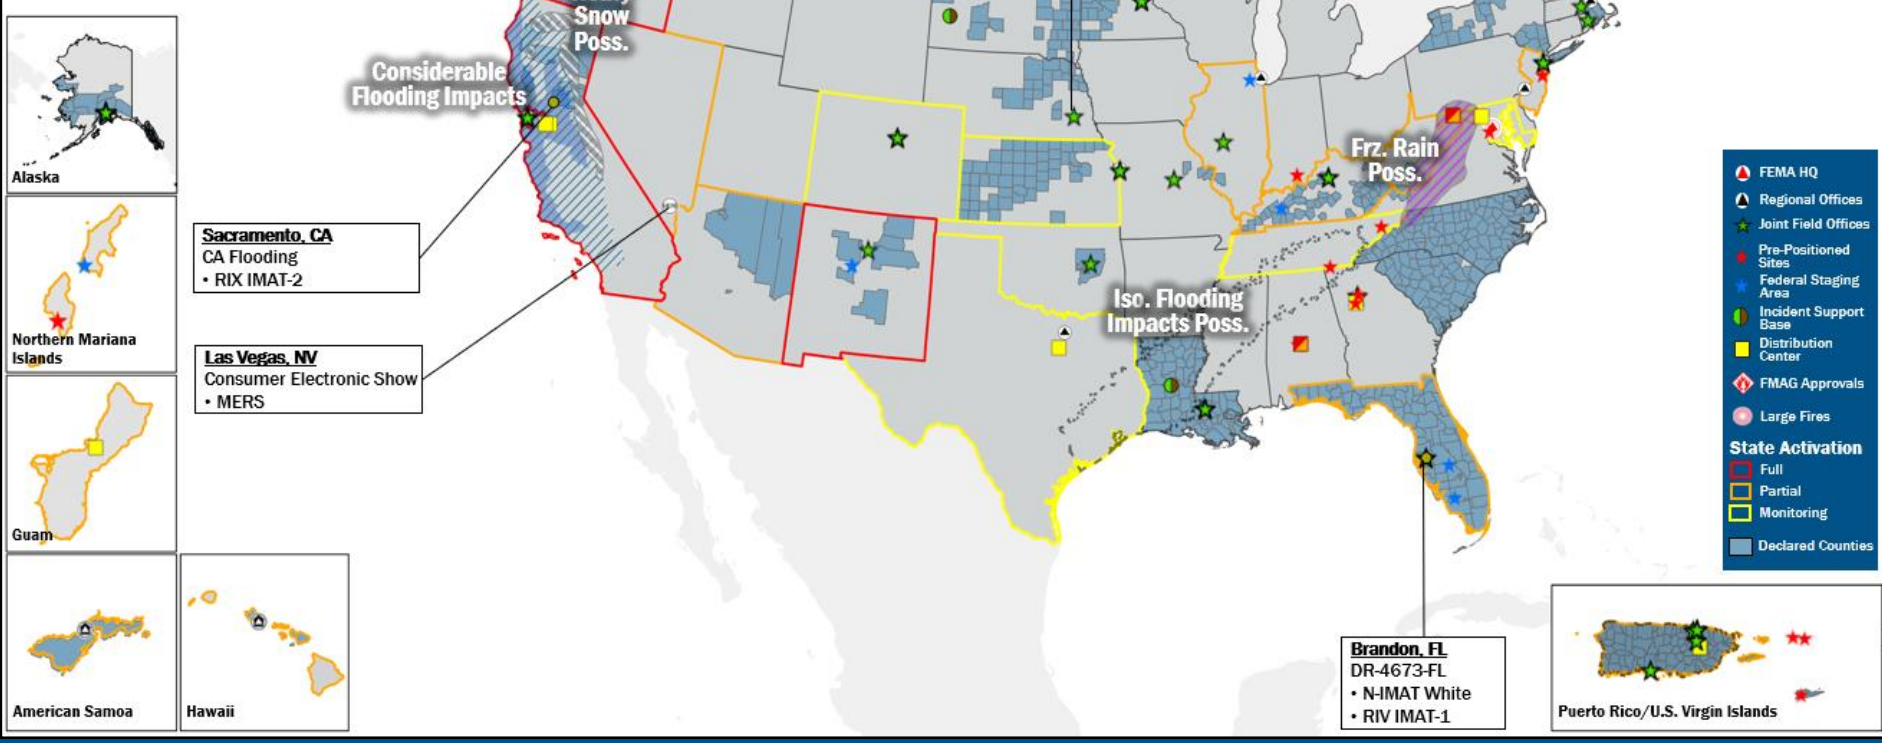 Snow
Poss.
Considerable
Flooding Impacts
Frz. Rain
Poss.
Iso. Flooding
Impacts Poss.
Alaska
Northern Mariana
Islands
Guam
American Samoa
Hawaii
Sacramento, CA
CA Flooding
• RIX IMAT-2
Las Vegas, NV
Consumer Electronic Show
• MERS
Brandon, FL
DR-4673-FL
• N-IMAT White
• RIV IMAT-1
Puerto Rico/U.S. Virgin Islands
FEMA HQ
Regional Offices
Joint Field Offices
Pre-Positioned
Sites
Federal Staging
Area
Incident Support
Base
Distribution
Center
FMAG Approvals
Large Fires
State Activation
Full
Partial
Monitoring
Declared Counties